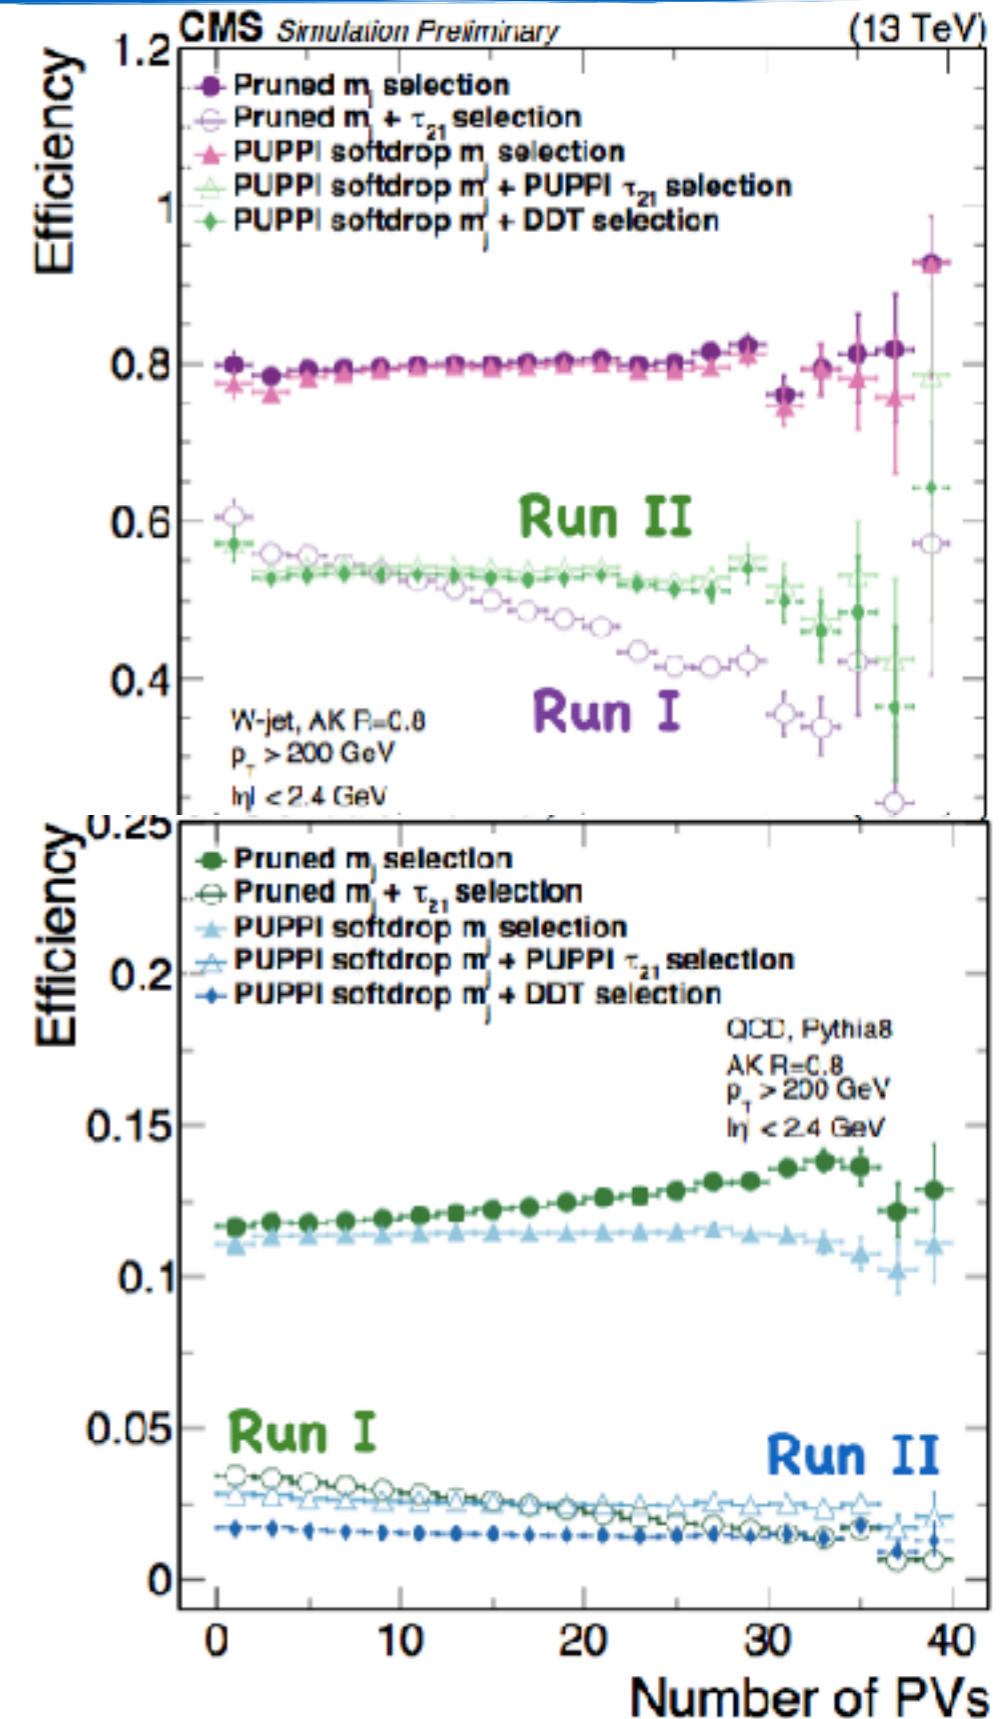 CMS Simulation Preliminary (13 TeV)
Efficiency
1.2
1
0.8
0.6
0.4
Pruned mj selection
Pruned mj + τ21 selection
PUPPI softdrop mj selection
PUPPI softdrop mj + PUPPI τ21 selection
PUPPI softdrop mj + DDT selection
Run II
Run I
W-jet, AK R=0.8
pT > 200 GeV
|η| < 2.4 GeV
Efficiency
0.25
0.2
0.15
0.1
0.05
0
Pruned mj selection
Pruned mj + τ21 selection
PUPPI softdrop mj selection
PUPPI softdrop mj + PUPPI τ21 selection
PUPPI softdrop mj + DDT selection
QCD, Pythia8
AK R=0.8
pT > 200 GeV
|η| < 2.4 GeV
Run I
Run II
0 10 20 30 40
Number of PVs